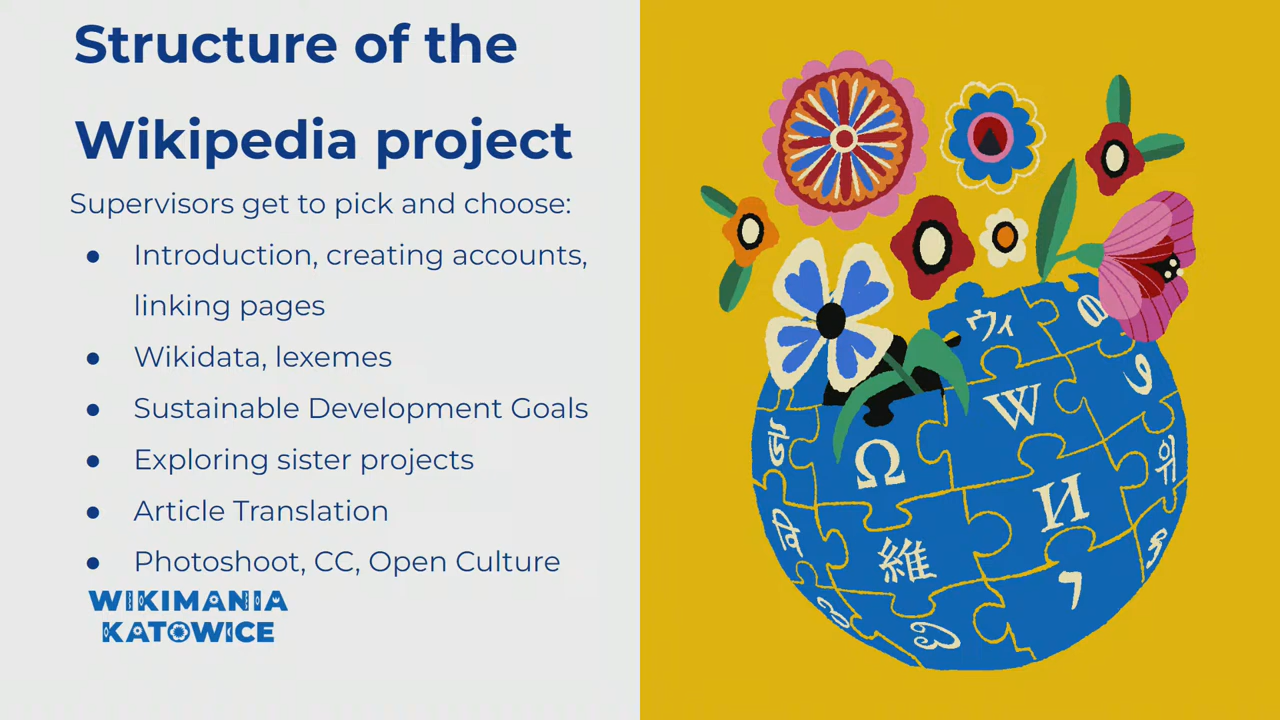 Structure of the
Wikipedia project
Supervisors get to pick and choose:
● Introduction, creating accounts,
linking pages
● Wikidata, lexemes
● Sustainable Development Goals
● Exploring sister projects
● Article Translation
● Photoshoot, CC, Open Culture
WIKIMANIA
KATOWICE
ウィ
W
Ω
И
維
위